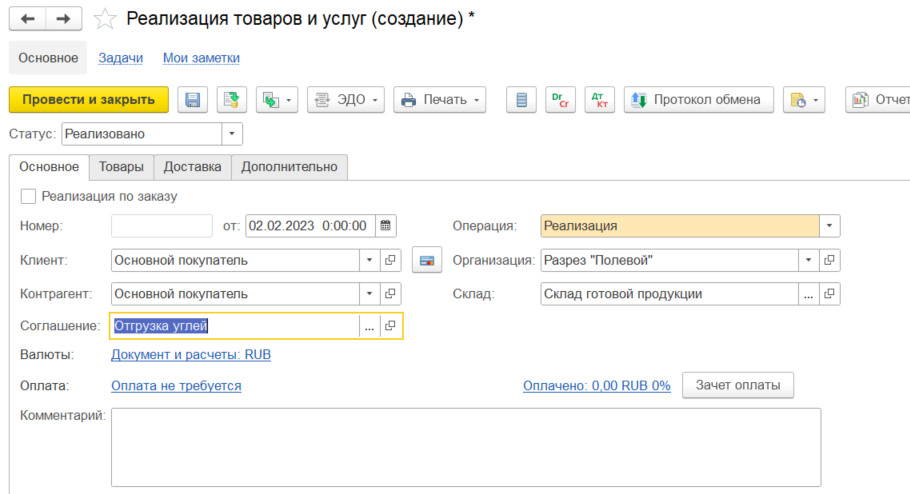 Реализация товаров и услуг (создание) *
Основное Задачи Мои заметки
Провести и закрыть ЭДО Печать Dr Cr Дт Кт Протокол обмена Отчет
Статус: Реализовано
Основное Товары Доставка Дополнительно
Реализация по заказу
Номер: от: 02.02.2023 0:00:00 Операция: Реализация
Клиент: Основной покупатель Организация: Разрез "Полевой"
Контрагент: Основной покупатель Склад: Склад готовой продукции ...
Соглашение: Отгрузка углей ...
Валюты: Документ и расчеты: RUB
Оплата: Оплата не требуется Оплачено: 0,00 RUB 0% Зачет оплаты
Комментарий: